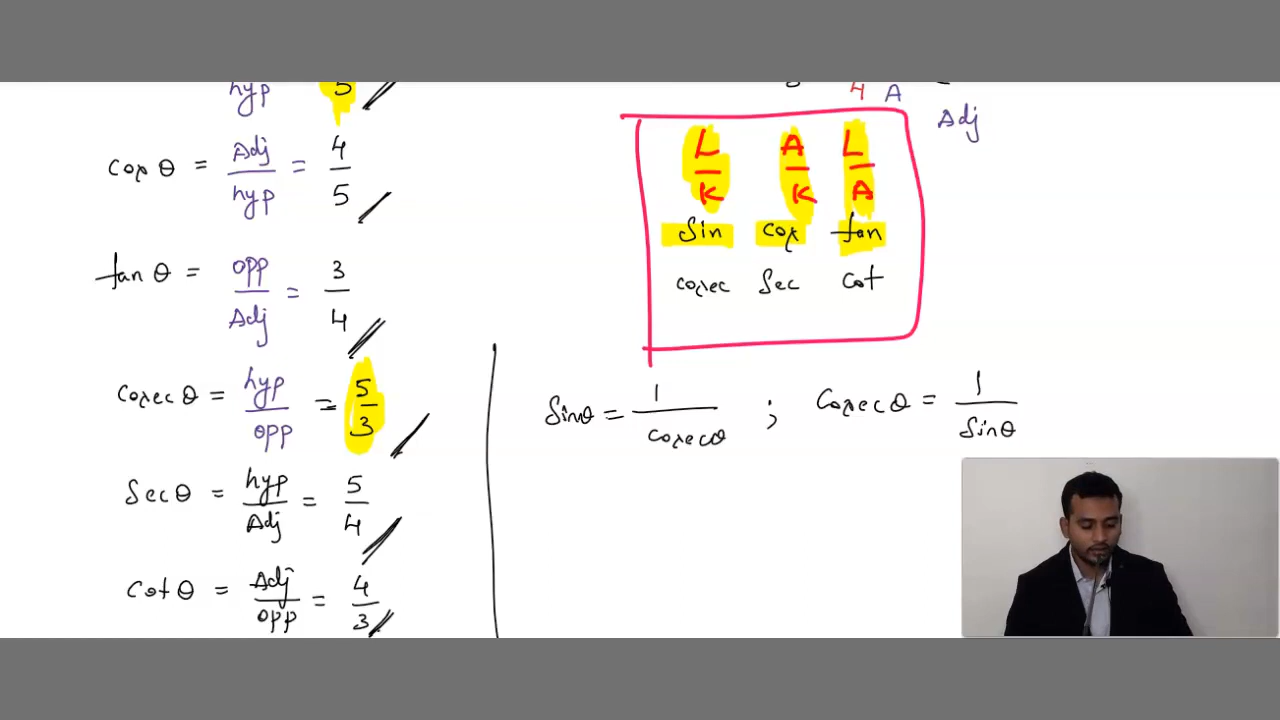 hyp 5
cos θ = Adj/hyp = 4/5
tan θ = opp/Adj = 3/4
cosec θ = hyp/opp = 5/3
Sec θ = hyp/Adj = 5/4
Cot θ = Adj/opp = 4/3
4 A
Adj
L/K A/K L/A
Sin cos tan
cosec Sec cot
Sinθ = 1/cosecθ ; Cosecθ = 1/Sinθ